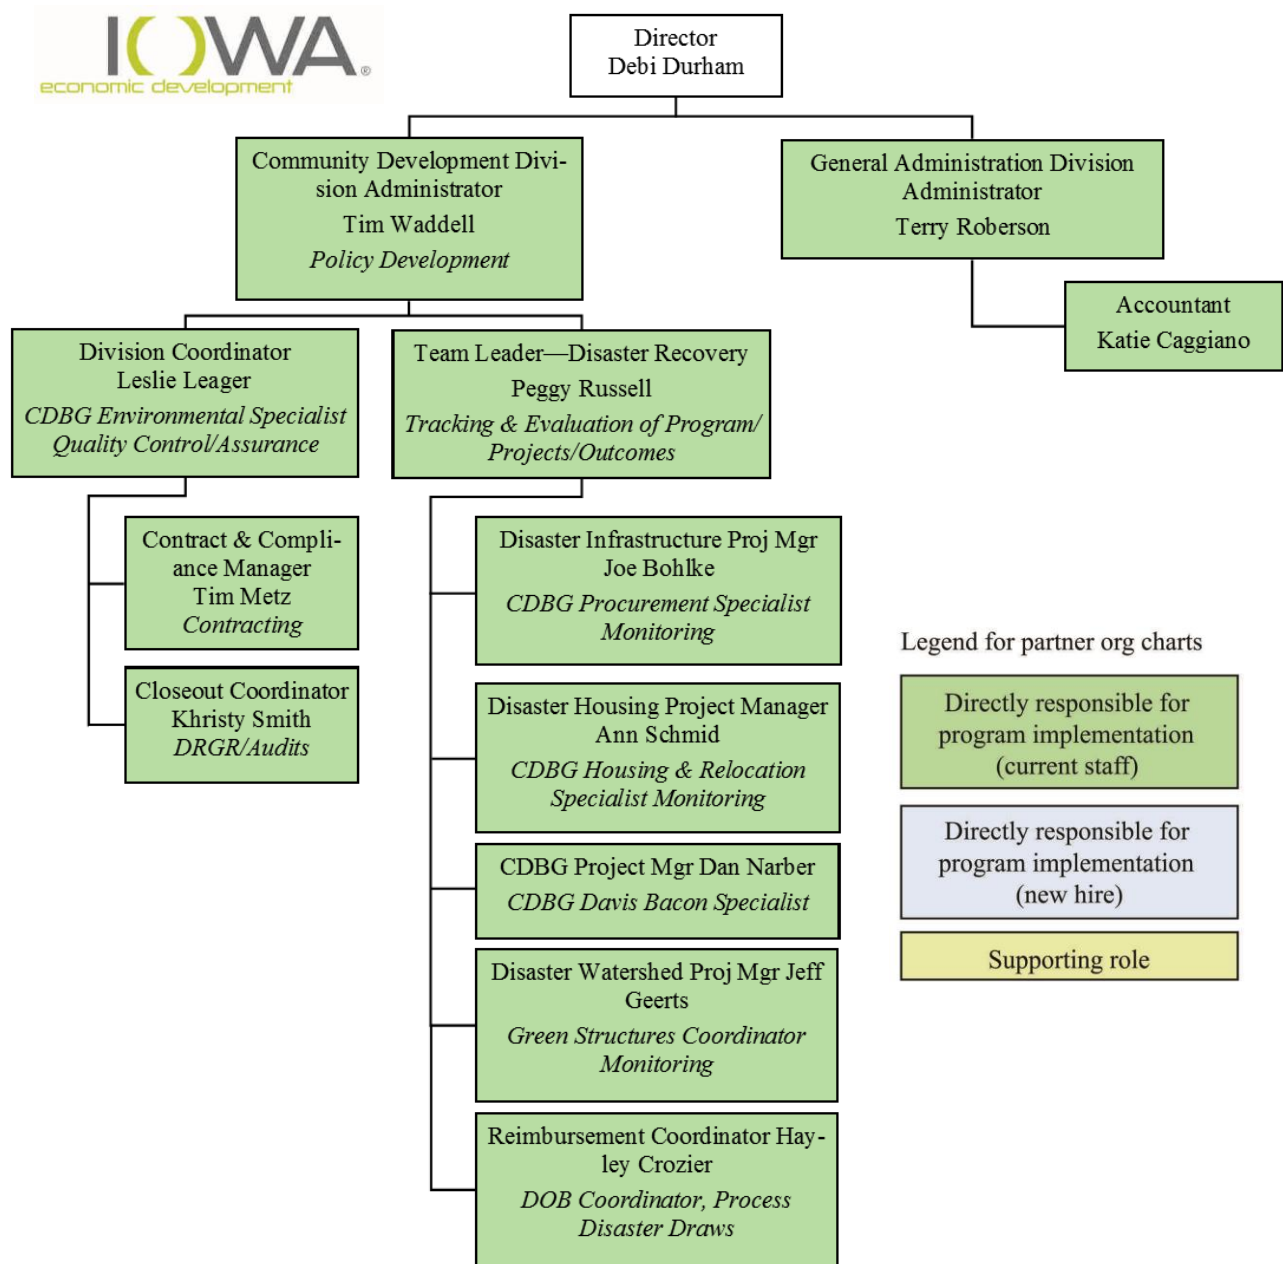 IOWA®
economic development
Director
Debi Durham
Community Development Divi-
sion Administrator
Tim Waddell
Policy Development
General Administration Division
Administrator
Terry Roberson
Accountant
Katie Caggiano
Division Coordinator
Leslie Leager
CDBG Environmental Specialist
Quality Control/Assurance
Team Leader—Disaster Recovery
Peggy Russell
Tracking & Evaluation of Program/
Projects/Outcomes
Contract & Compli-
ance Manager
Tim Metz
Contracting
Closeout Coordinator
Khristy Smith
DRGR/Audits
Disaster Infrastructure Proj Mgr
Joe Bohlke
CDBG Procurement Specialist
Monitoring
Disaster Housing Project Manager
Ann Schmid
CDBG Housing & Relocation
Specialist Monitoring
CDBG Project Mgr Dan Narber
CDBG Davis Bacon Specialist
Disaster Watershed Proj Mgr Jeff
Geerts
Green Structures Coordinator
Monitoring
Reimbursement Coordinator Hay-
ley Crozier
DOB Coordinator, Process
Disaster Draws
Legend for partner org charts
Directly responsible for
program implementation
(current staff)
Directly responsible for
program implementation
(new hire)
Supporting role